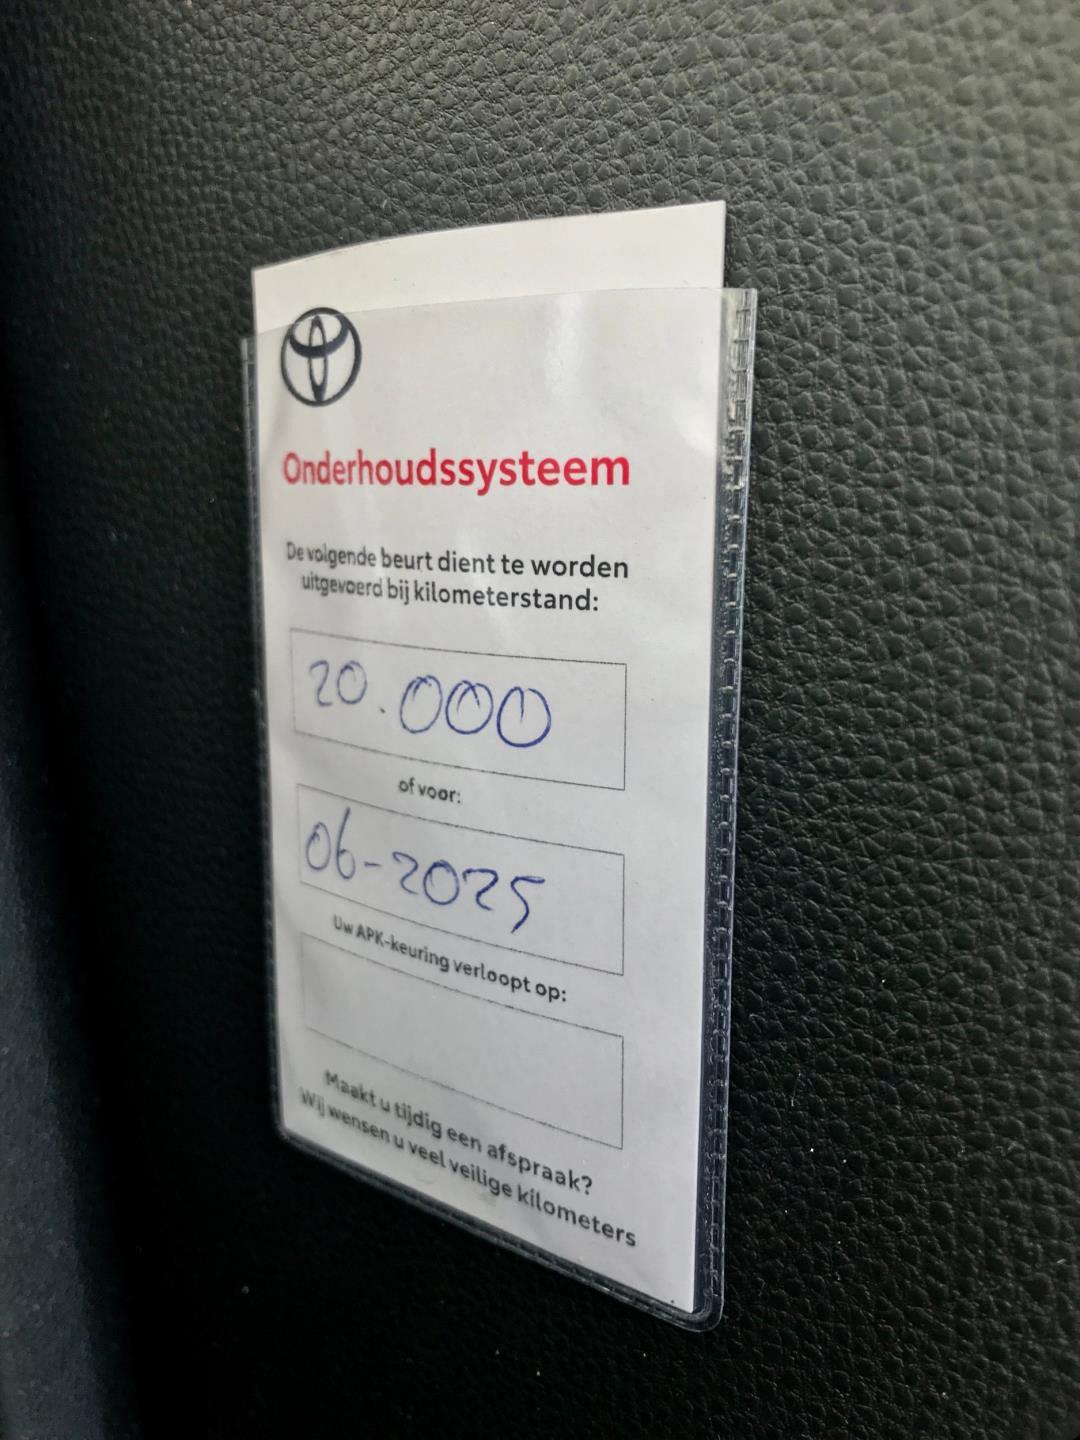 Onderhoudssysteem
De volgende beurt dient te worden
uitgevoerd bij kilometerstand:
20.000
of voor:
06-2025
Uw APK-keuring verloopt op:
Maakt u tijdig een afspraak?
Wij wensen u veel veilige kilometers